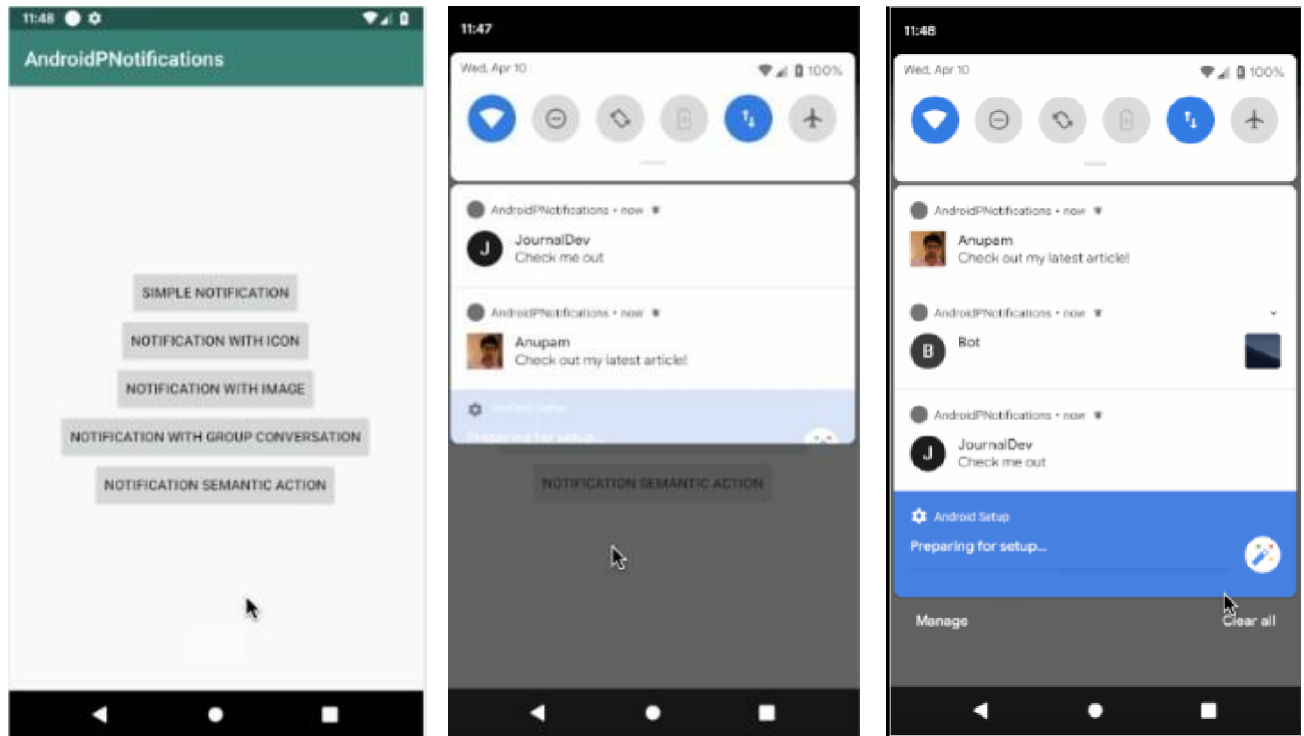 11:48
AndroidPNotifications
SIMPLE NOTIFICATION
NOTIFICATION WITH ICON
NOTIFICATION WITH IMAGE
NOTIFICATION WITH GROUP CONVERSATION
NOTIFICATION SEMANTIC ACTION
11:47
Wed, Apr 10
100%
AndroidPNotifications • now
J
JournalDev
Check me out
AndroidPNotifications • now
Anupam
Check out my latest article!
Preparing for setup...
NOTIFICATION SEMANTIC ACTION
11:48
Wed, Apr 10
100%
AndroidPNotifications • now
Anupam
Check out my latest article!
AndroidPNotifications • now
B
Bot
AndroidPNotifications • now
J
JournalDev
Check me out
Android Setup
Preparing for setup...
Manage
Clear all